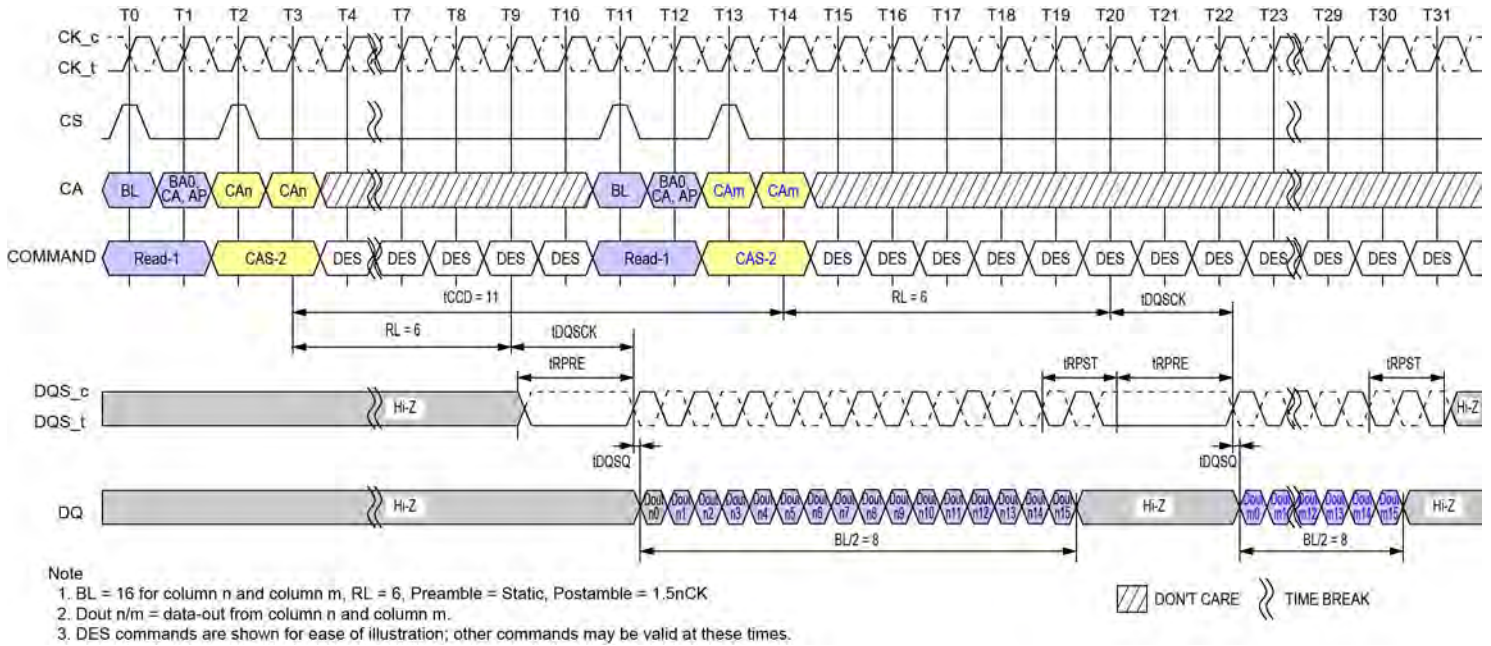 T0 T1 T2 T3 T4 T7 T8 T9 T10 T11 T12 T13 T14 T15 T16 T17 T18 T19 T20 T21 T22 T23 T29 T30 T31
CK_c
CK_t
CS
CA BL BA0, CA, AP CAn CAn BL BA0, CA, AP CAm CAm
COMMAND Read-1 CAS-2 DES DES DES DES DES Read-1 CAS-2 DES DES DES DES DES DES DES DES DES DES DES DES
tCCD = 11 RL = 6 tDQSCK
RL = 6 tDQSCK
tRPRE tRPST tRPRE tRPST
DQS_c
DQS_t Hi-Z Hi-Z
tDQSQ tDQSQ
DQ Hi-Z Dout n0 Dout n1 Dout n2 Dout n3 Dout n4 Dout n5 Dout n6 Dout n7 Dout n8 Dout n9 Dout n10 Dout n11 Dout n12 Dout n13 Dout n14 Dout n15 Hi-Z Dout m0 Dout m1 Dout m12 Dout m13 Dout m14 Dout m15 Hi-Z
BL/2 = 8 BL/2 = 8
Note
1. BL = 16 for column n and column m, RL = 6, Preamble = Static, Postamble = 1.5nCK
2. Dout n/m = data-out from column n and column m.
3. DES commands are shown for ease of illustration; other commands may be valid at these times.
DON'T CARE TIME BREAK